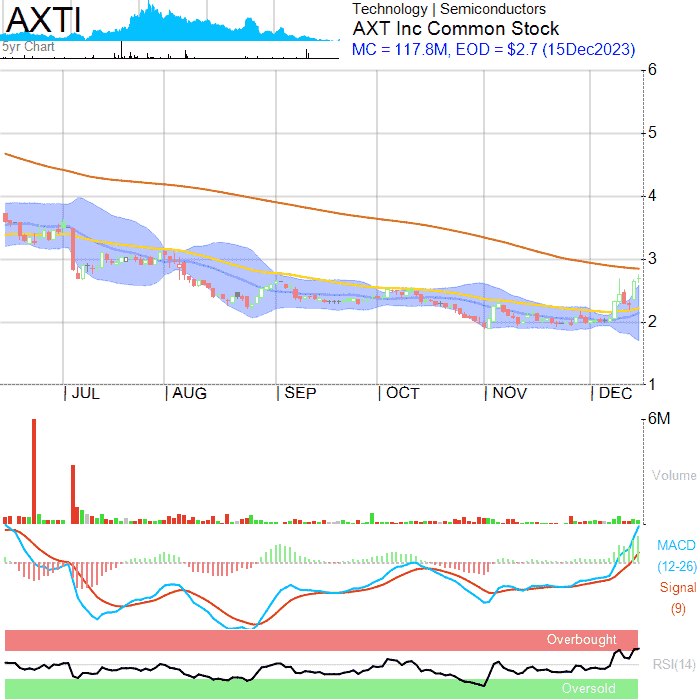 AXTI
5yr Chart
Technology | Semiconductors
AXT Inc Common Stock
MC = 117.8M, EOD = $2.7 (15Dec2023)
6
5
4
3
2
1
| JUL | AUG | SEP | OCT | NOV | DEC
6M
Volume
MACD
(12-26)
Signal
(9)
Overbought
RSI(14)
Oversold